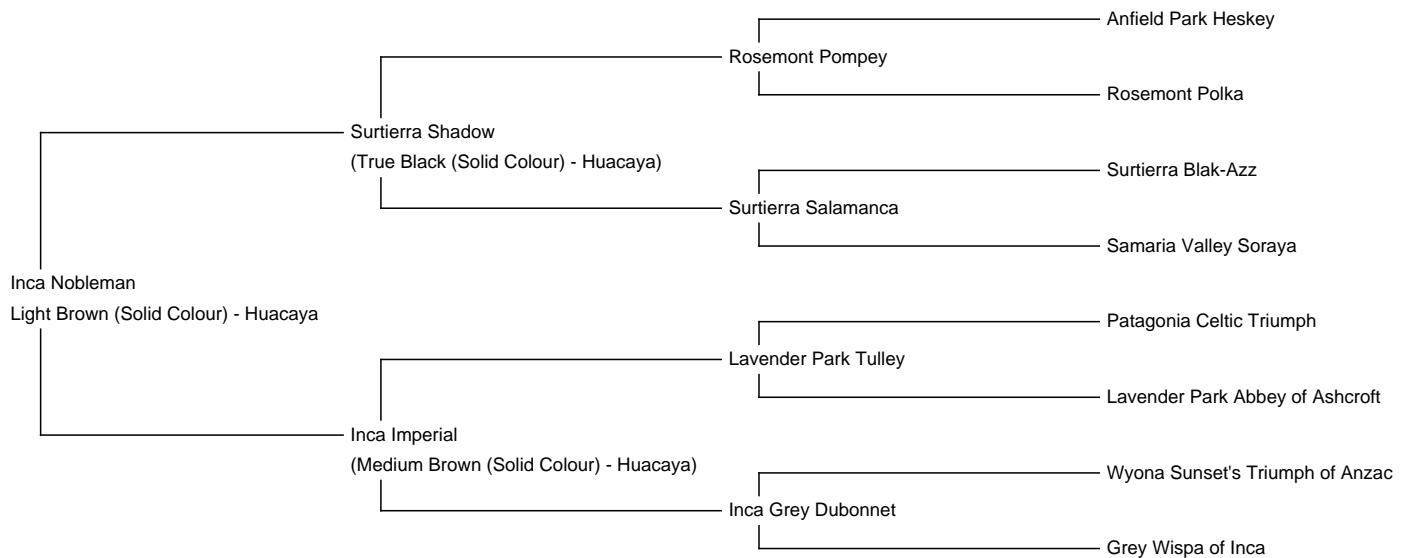 Anfield Park Heskey
Rosemont Pompey
Rosemont Polka
Surtierra Shadow
(True Black (Solid Colour) - Huacaya)
Surtierra Blak-Azz
Surtierra Salamanca
Samaria Valley Soraya
Inca Nobleman
Light Brown (Solid Colour) - Huacaya
Patagonia Celtic Triumph
Lavender Park Tulley
Lavender Park Abbey of Ashcroft
Inca Imperial
(Medium Brown (Solid Colour) - Huacaya)
Wyona Sunset's Triumph of Anzac
Inca Grey Dubonnet
Grey Wispa of Inca